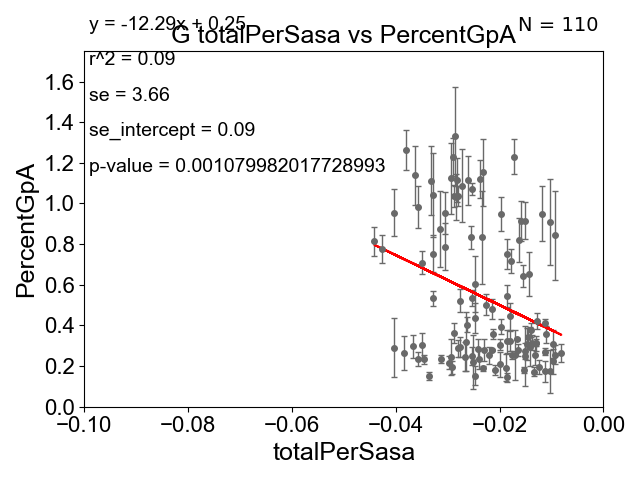 y = -12.29x + 0.25
N = 110
G totalPerSasa vs PercentGpA
r^2 = 0.09
se = 3.66
se_intercept = 0.09
p-value = 0.001079982017728993
PercentGpA
1.6
1.4
1.2
1.0
0.8
0.6
0.4
0.2
0.0
−0.10
−0.08
−0.06
−0.04
−0.02
0.00
totalPerSasa